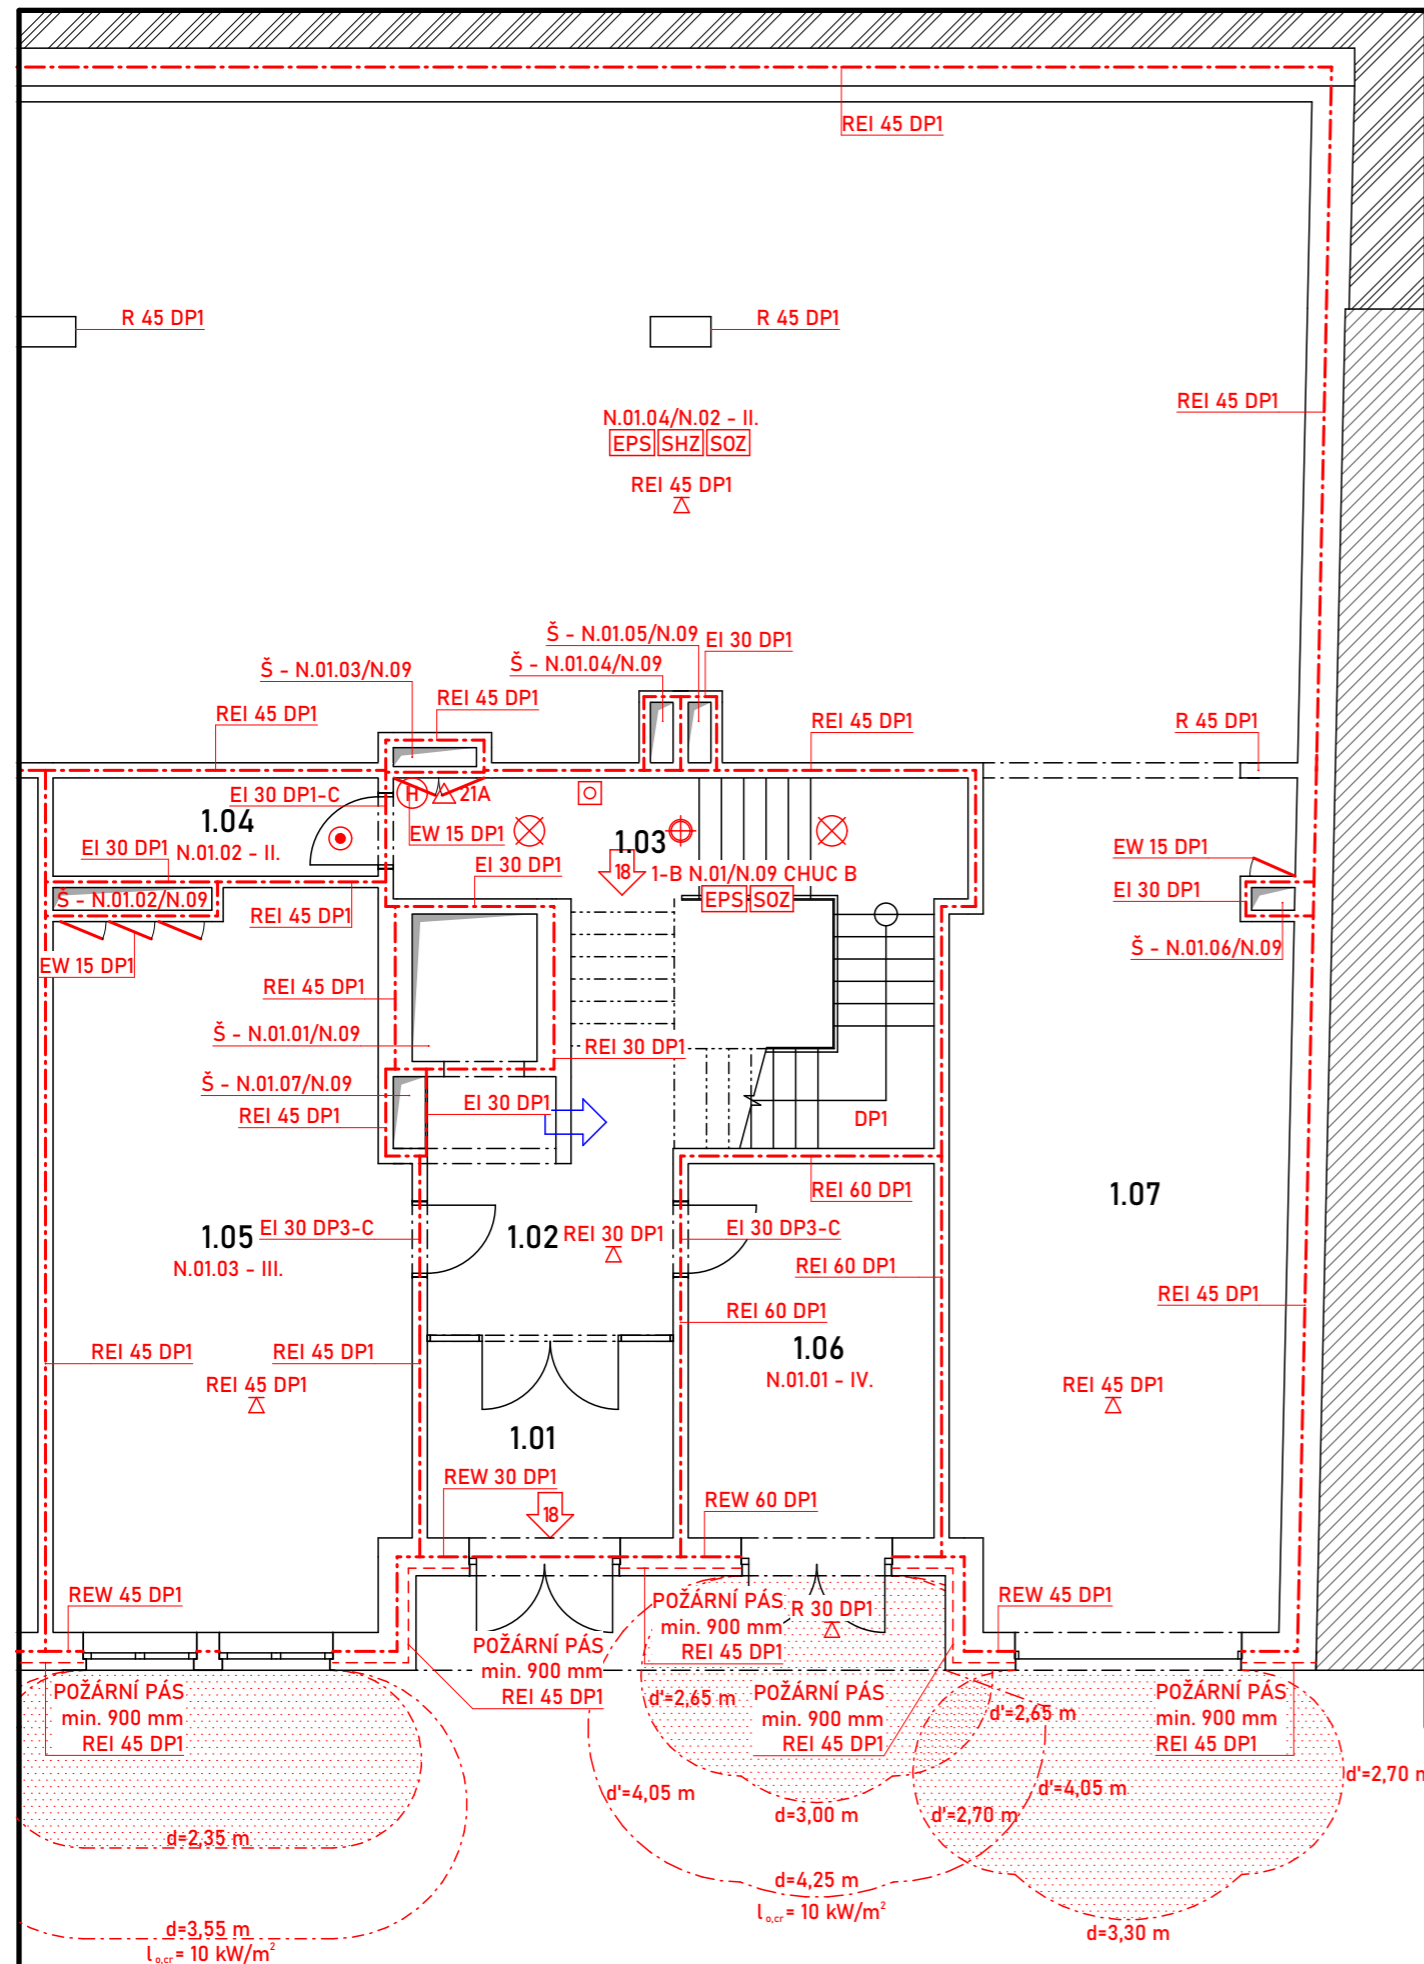 REI 45 DP1
R 45 DP1
R 45 DP1
REI 45 DP1
N.01.04/N.02 - II.
EPS SHZ SOZ
REI 45 DP1
Š - N.01.05/N.09
EI 30 DP1
Š - N.01.04/N.09
Š - N.01.03/N.09
REI 45 DP1
REI 45 DP1
REI 45 DP1
R 45 DP1
EI 30 DP1-C
H
21A
1.04
N.01.02 - II.
EW 15 DP1
1.03
EW 15 DP1
EI 30 DP1
18
1-B N.01/N.09 CHUC B
EPS SOZ
EI 30 DP1
EI 30 DP1
Š - N.01.02/N.09
REI 45 DP1
Š - N.01.06/N.09
EW 15 DP1
REI 45 DP1
Š - N.01.01/N.09
REI 30 DP1
Š - N.01.07/N.09
EI 30 DP1
REI 45 DP1
DP1
REI 60 DP1
1.07
1.05
EI 30 DP3-C
N.01.03 - III.
1.02
REI 30 DP1
EI 30 DP3-C
REI 60 DP1
REI 45 DP1
REI 60 DP1
REI 45 DP1
REI 45 DP1
1.06
N.01.01 - IV.
REI 45 DP1
REI 45 DP1
1.01
REW 30 DP1
18
REW 60 DP1
REW 45 DP1
REW 45 DP1
POŽÁRNÍ PÁS
min. 900 mm
REI 45 DP1
R 30 DP1
POŽÁRNÍ PÁS
min. 900 mm
REI 45 DP1
POŽÁRNÍ PÁS
min. 900 mm
REI 45 DP1
d'=2,65 m
POŽÁRNÍ PÁS
min. 900 mm
REI 45 DP1
d'=2,65 m
POŽÁRNÍ PÁS
min. 900 mm
REI 45 DP1
d'=4,05 m
d=3,00 m
d'=2,70 m
d'=4,05 m
d'=2,70 m
d=2,35 m
d=4,25 m
l o,cr = 10 kW/m²
d=3,55 m
l o,cr = 10 kW/m²
d=3,30 m